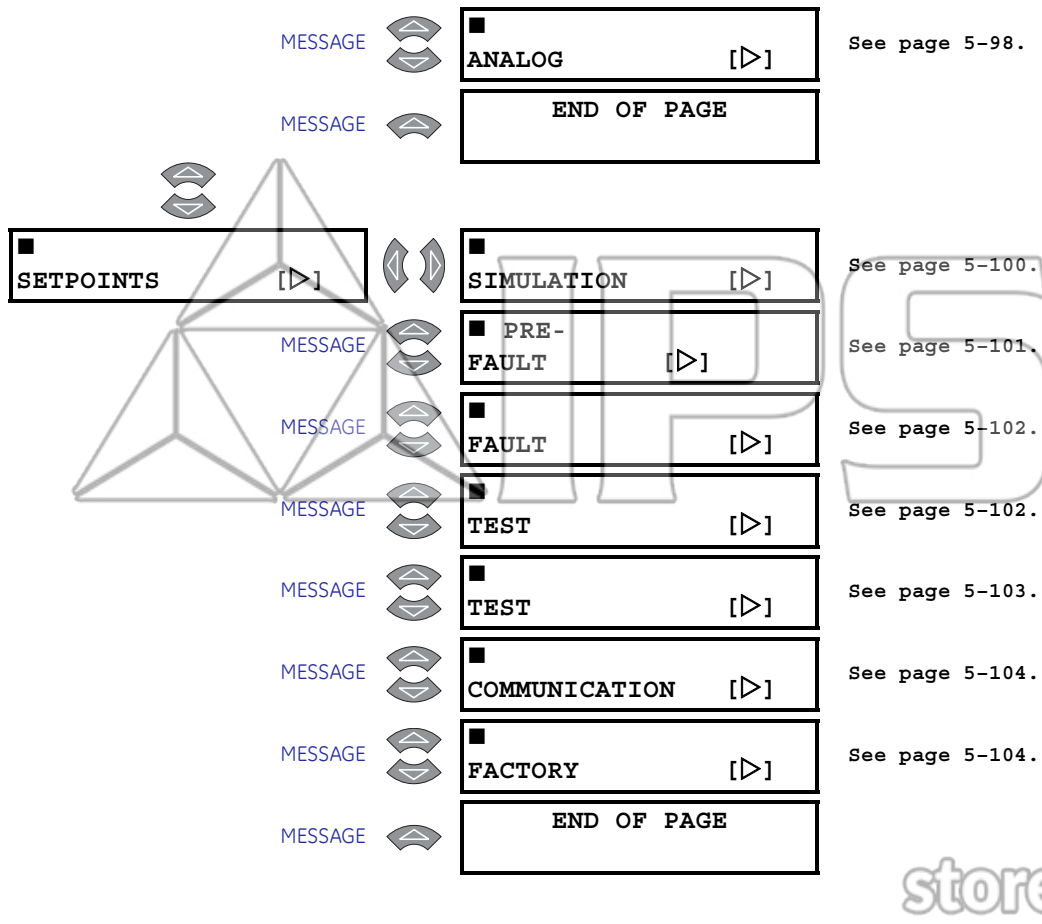 MESSAGE ■ See page 5-98.
ANALOG [▷]
MESSAGE END OF PAGE
■ ■ See page 5-100.
SETPOINTS [▷] SIMULATION [▷]
MESSAGE ■ PRE- See page 5-101.
FAULT [▷]
MESSAGE ■ See page 5-102.
FAULT [▷]
MESSAGE ■ See page 5-102.
TEST [▷]
MESSAGE ■ See page 5-103.
TEST [▷]
MESSAGE ■ See page 5-104.
COMMUNICATION [▷]
MESSAGE ■ See page 5-104.
FACTORY [▷]
MESSAGE END OF PAGE
IPS
store